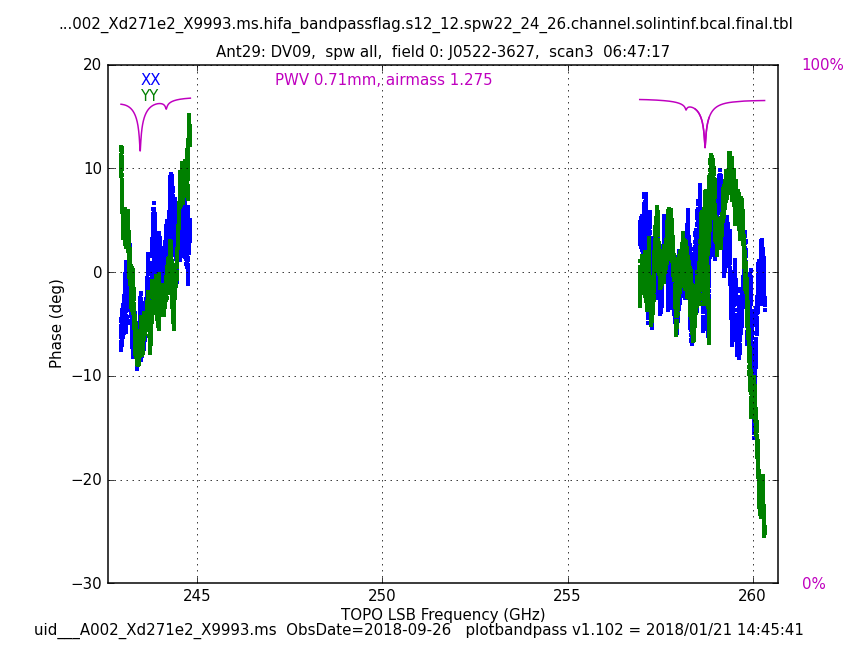 ...002_Xd271e2_X9993.ms.hifa_bandpassflag.s12_12.spw22_24_26.channel.solintinf.bcal.final.tbl
Ant29: DV09,  spw all,  field 0: J0522-3627,  scan3  06:47:17
20
100%
XX
PWV 0.71mm, airmass 1.275
YY
10
0
Phase (deg)
−10
−20
−30
0%
245
250
255
260
TOPO LSB Frequency (GHz)
uid___A002_Xd271e2_X9993.ms  ObsDate=2018-09-26   plotbandpass v1.102 = 2018/01/21 14:45:41